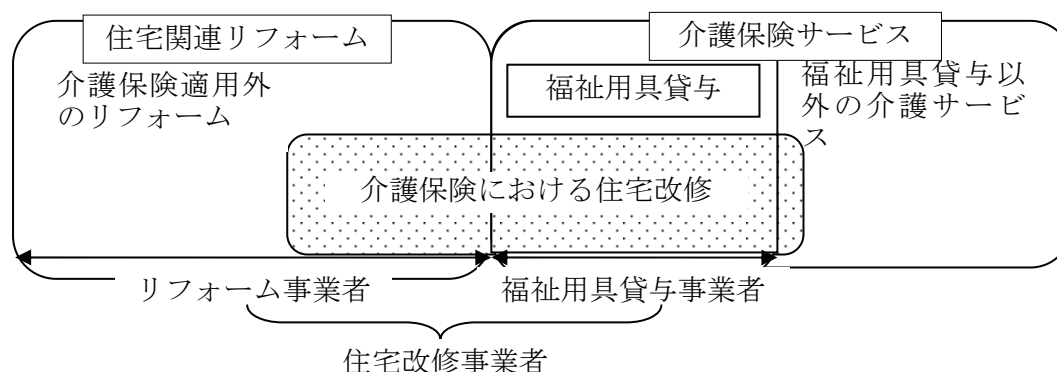 住宅関連リフォーム
介護保険サービス
介護保険適用外
のリフォーム
福祉用具貸与
福祉用具貸与以
外の介護サービ
ス
介護保険における住宅改修
リフォーム事業者
福祉用具貸与事業者
住宅改修事業者